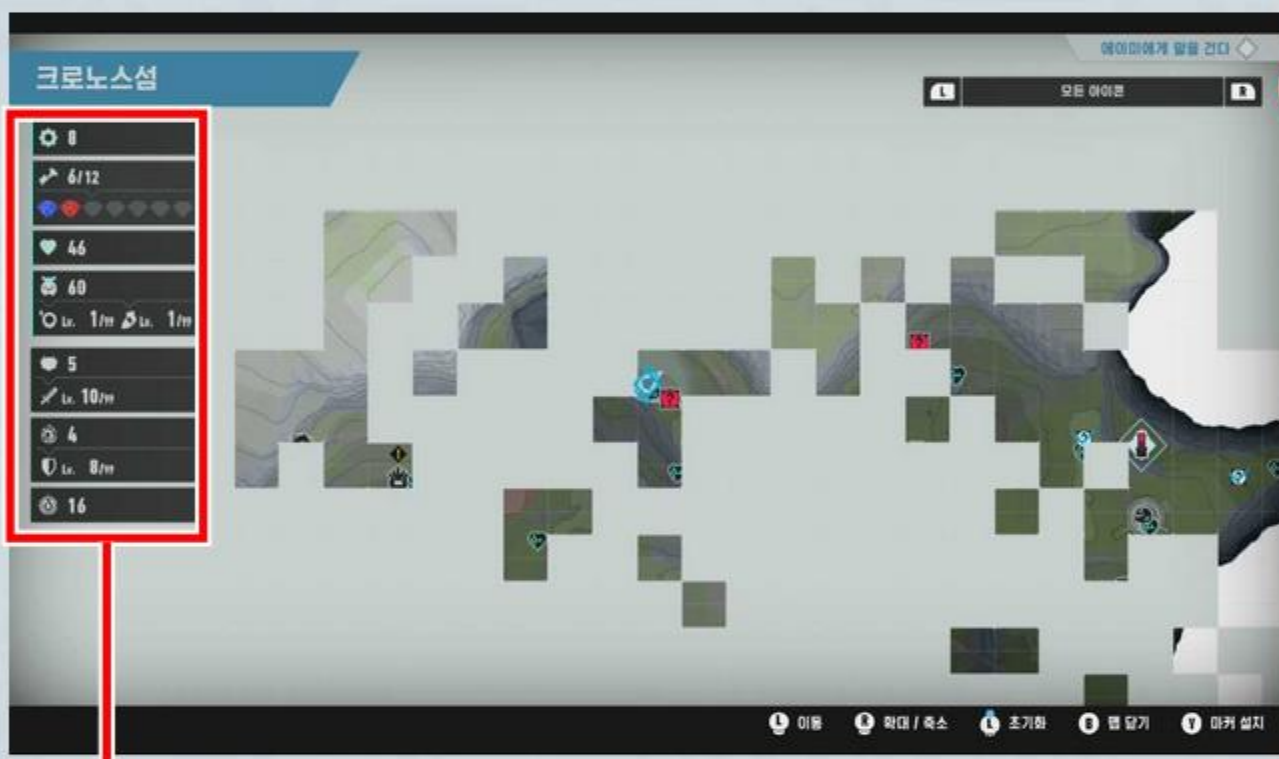 에이미에게 말을 건다
크로노스섬
L 모든 아이콘 R
8
6/12
46
60
Lv. 1/99 Lv. 1/99
5
Lv. 10/99
4
Lv. 8/99
16
L 이동 R 확대 / 축소 L 초기화 B 맵 닫기 Y 마커 설치